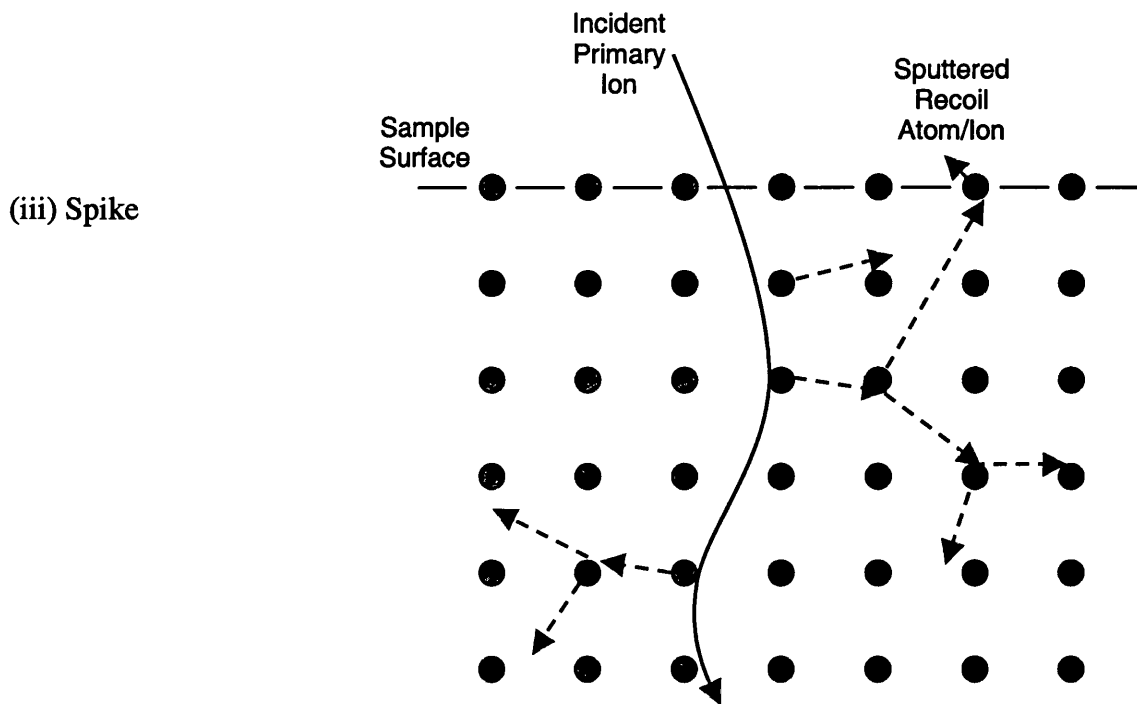 Incident
Primary
Ion
Sputtered
Recoil
Atom/Ion
Sample
Surface
(iii) Spike